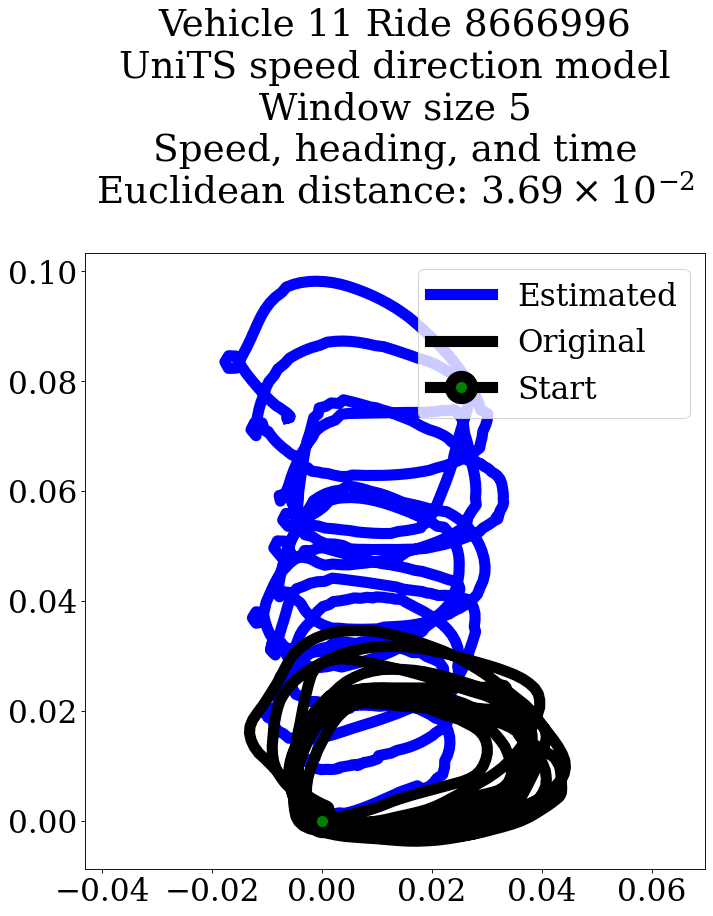 Vehicle 11 Ride 8666996
UniTS speed direction model
Window size 5
Speed, heading, and time
Euclidean distance: 3.69 × 10⁻²
Estimated
Original
Start
0.10
0.08
0.06
0.04
0.02
0.00
−0.04 −0.02 0.00 0.02 0.04 0.06